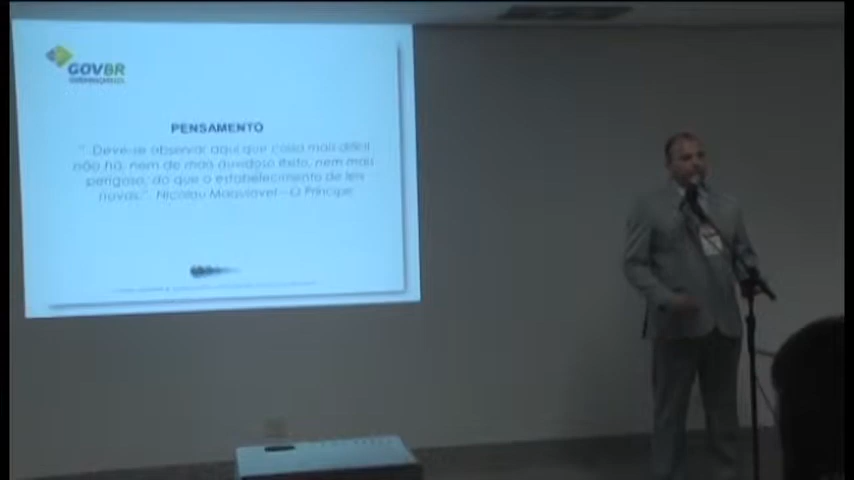 GOVBR
PENSAMENTO
" Deve-se observar aqui que coisa mais difícil
não há, nem de mais duvidoso êxito, nem mais
perigosa, do que o estabelecimento de leis
novas." Nicolau Maquiavel - O Príncipe